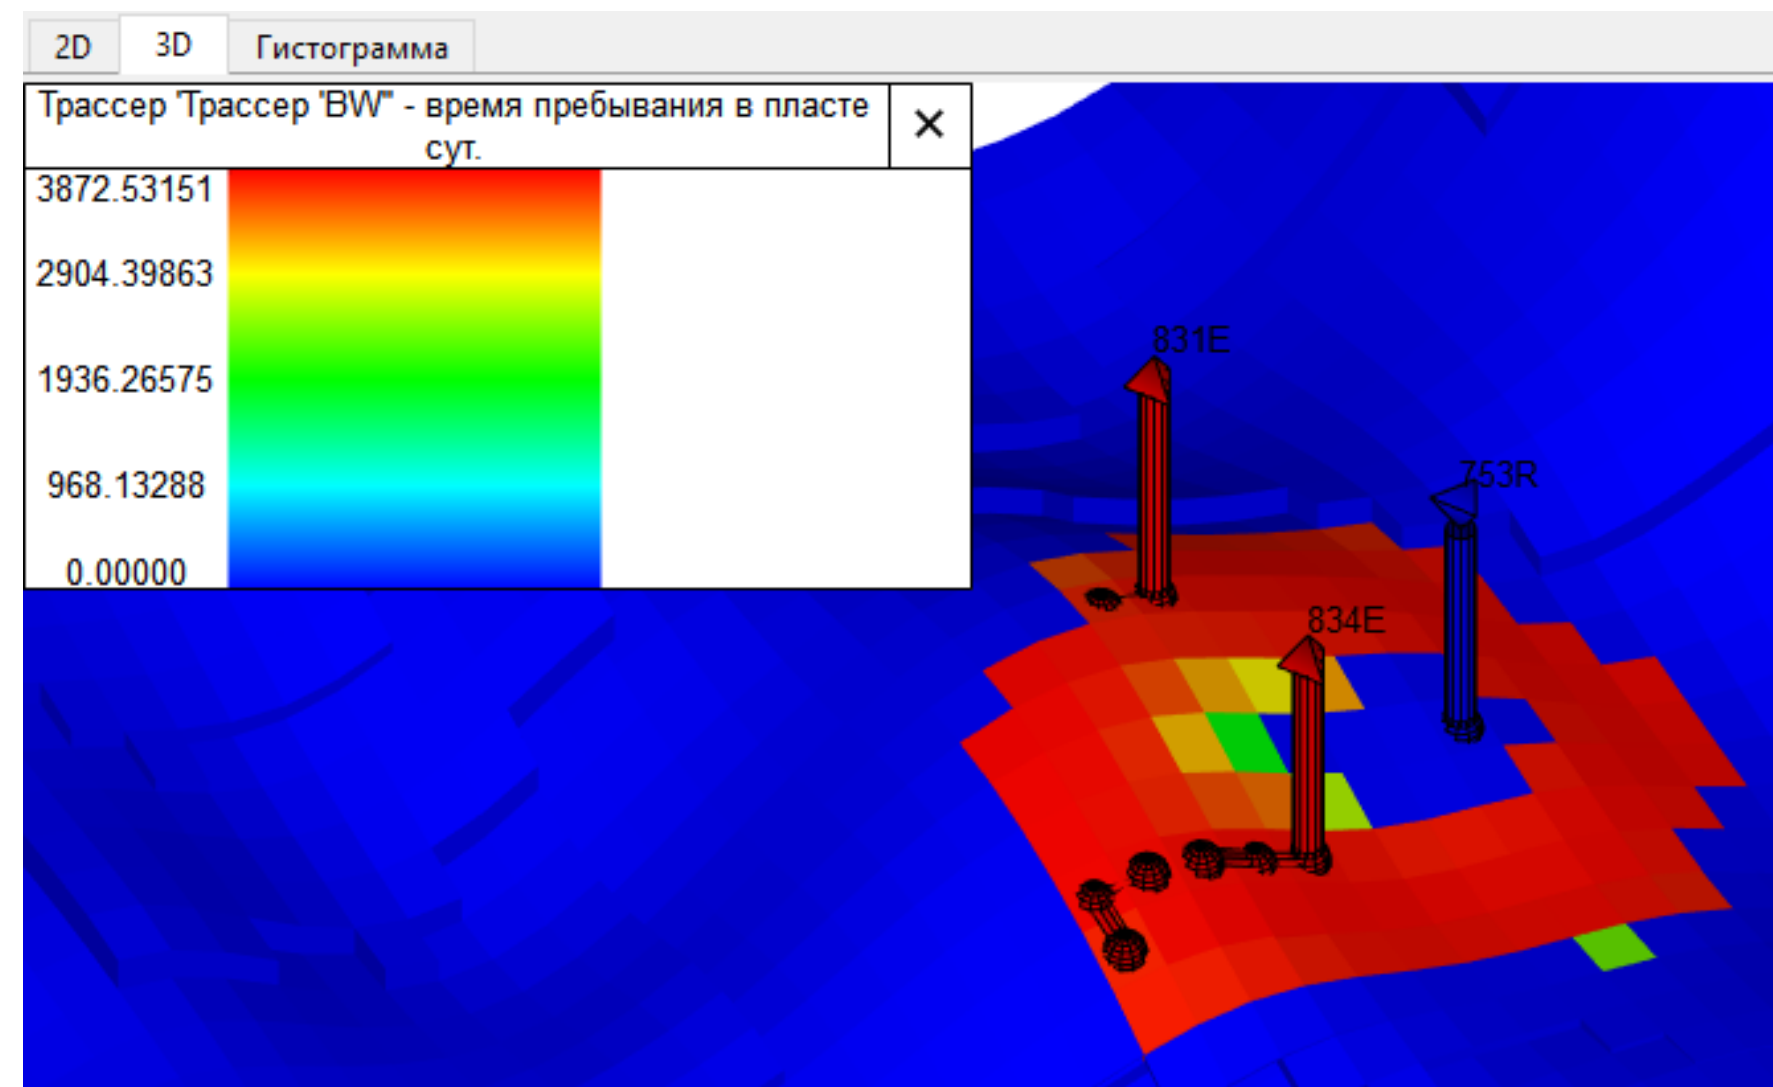 2D 3D Гистограмма
Трассер 'Трассер 'BW'' - время пребывания в пласте
сут.
3872.53151
2904.39863
1936.26575
968.13288
0.00000
831E
753R
834E